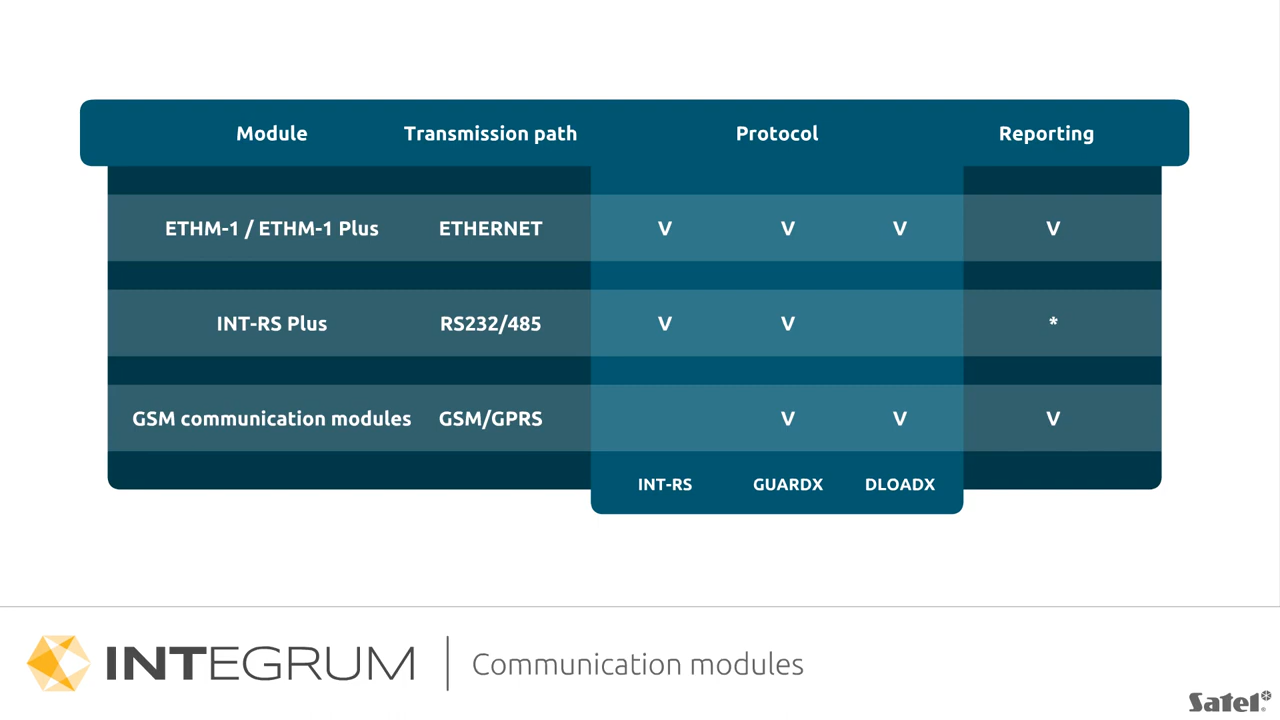 Module Transmission path Protocol Reporting
ETHM-1 / ETHM-1 Plus ETHERNET V V V V
INT-RS Plus RS232/485 V V *
GSM communication modules GSM/GPRS V V V
INT-RS GUARDX DLOADX
INTEGRUM Communication modules
Satel®